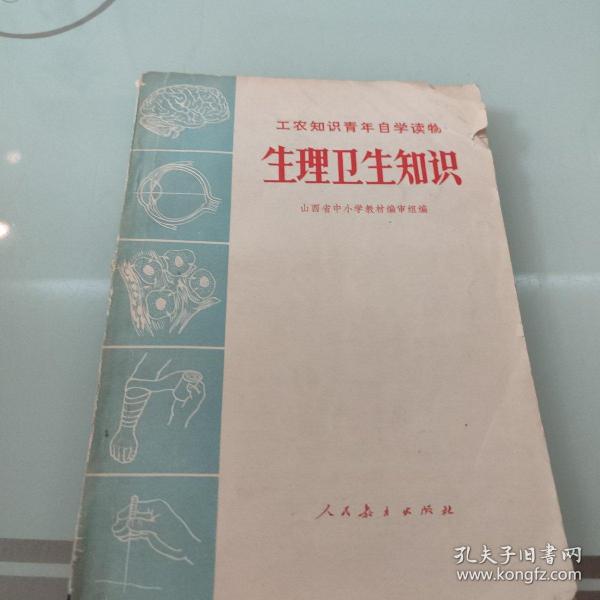 工农知识青年自学读物
生理卫生知识
山西省中小学教材编审组编
人民教育出版社
孔夫子旧书网
www.kongfz.com